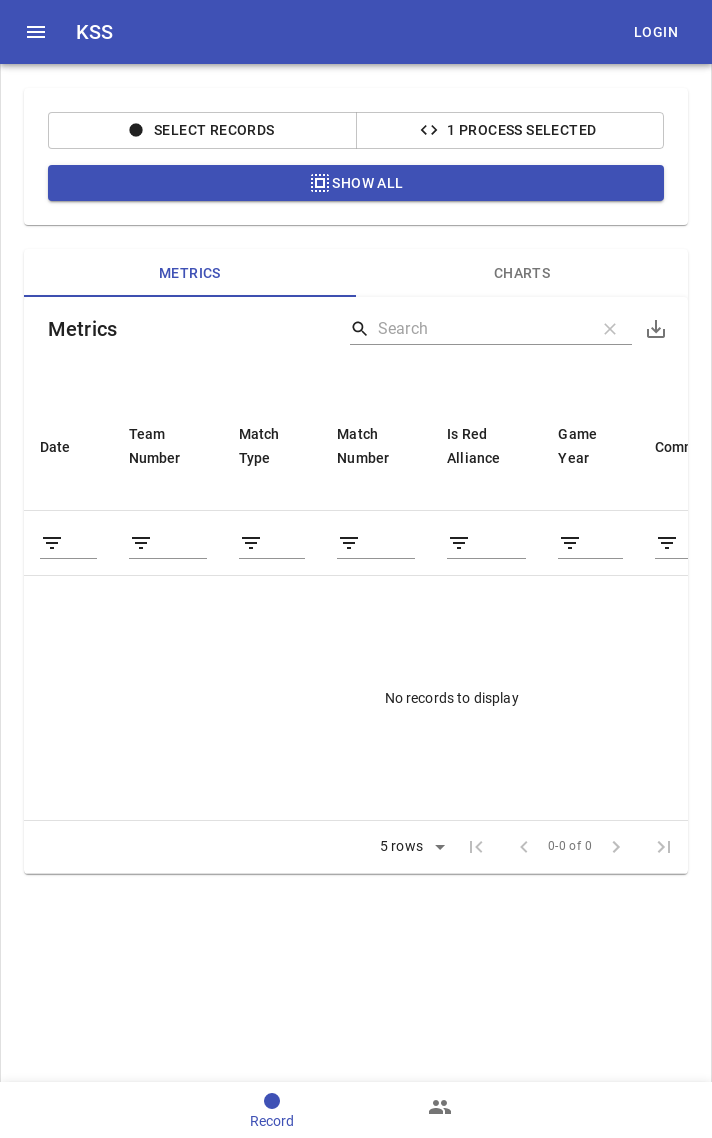 KSS
LOGIN
SELECT RECORDS
1 PROCESS SELECTED
SHOW ALL
METRICS
CHARTS
Metrics
Search
Date
Team
Number
Match
Type
Match
Number
Is Red
Alliance
Game
Year
Comm
No records to display
5 rows
0-0 of 0
Record